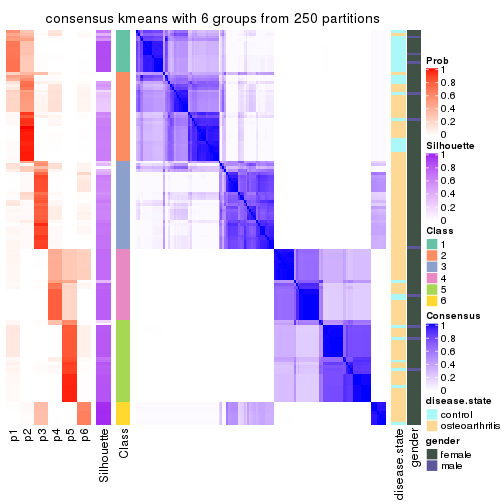 consensus kmeans with 6 groups from 250 partitions
Prob
1
0.8
0.6
0.4
0.2
0
Silhouette
1
0.8
0.6
0.4
0.2
0
Class
1
2
3
4
5
6
Consensus
1
0.8
0.6
0.4
0.2
0
disease.state
control
osteoarthritis
gender
female
male
p1
p2
p3
p4
p5
p6
Silhouette
Class
disease.state
gender